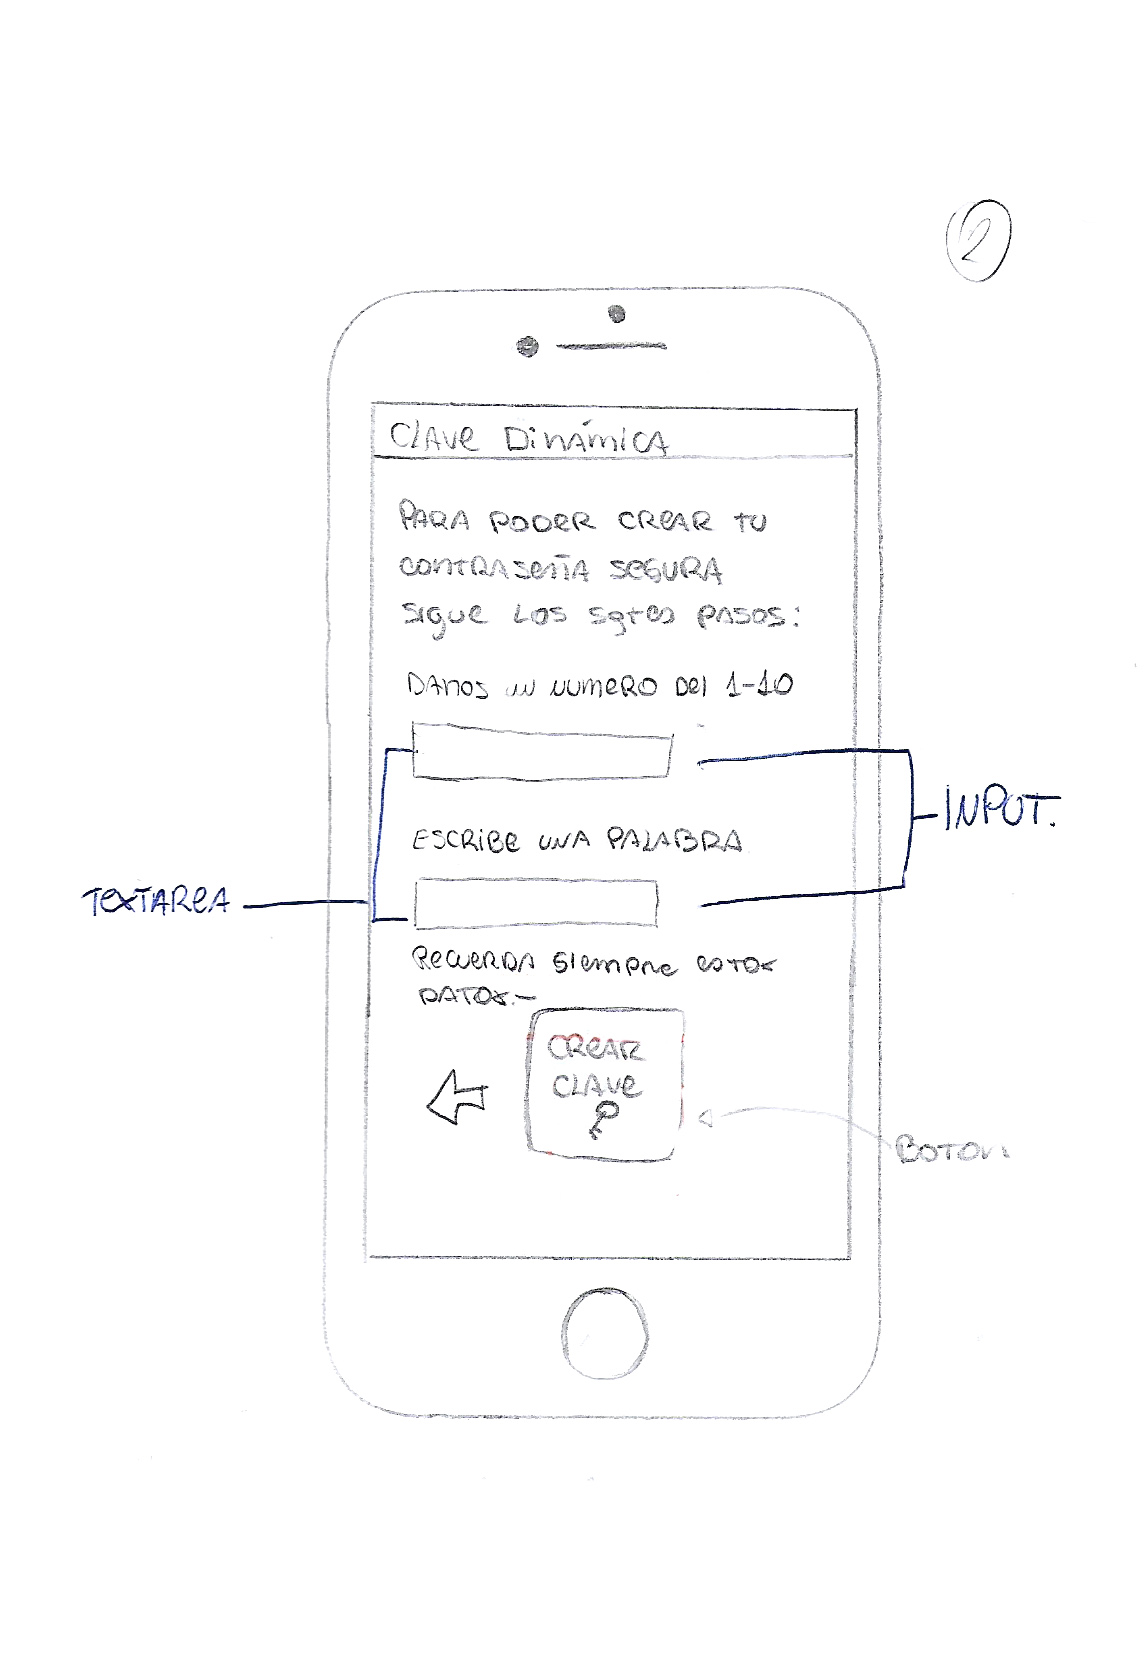 2
CLAVE DINÁMICA
PARA PODER CREAR TU
CONTRASEÑA SEGURA
SIGUE LOS SGTES PASOS:
DANOS UN NUMERO DEL 1-10
INPUT.
ESCRIBE UNA PALABRA
TEXTAREA
RECUERDA SIEMPRE ESTOS
DATOS.-
CREAR
CLAVE
BOTON.